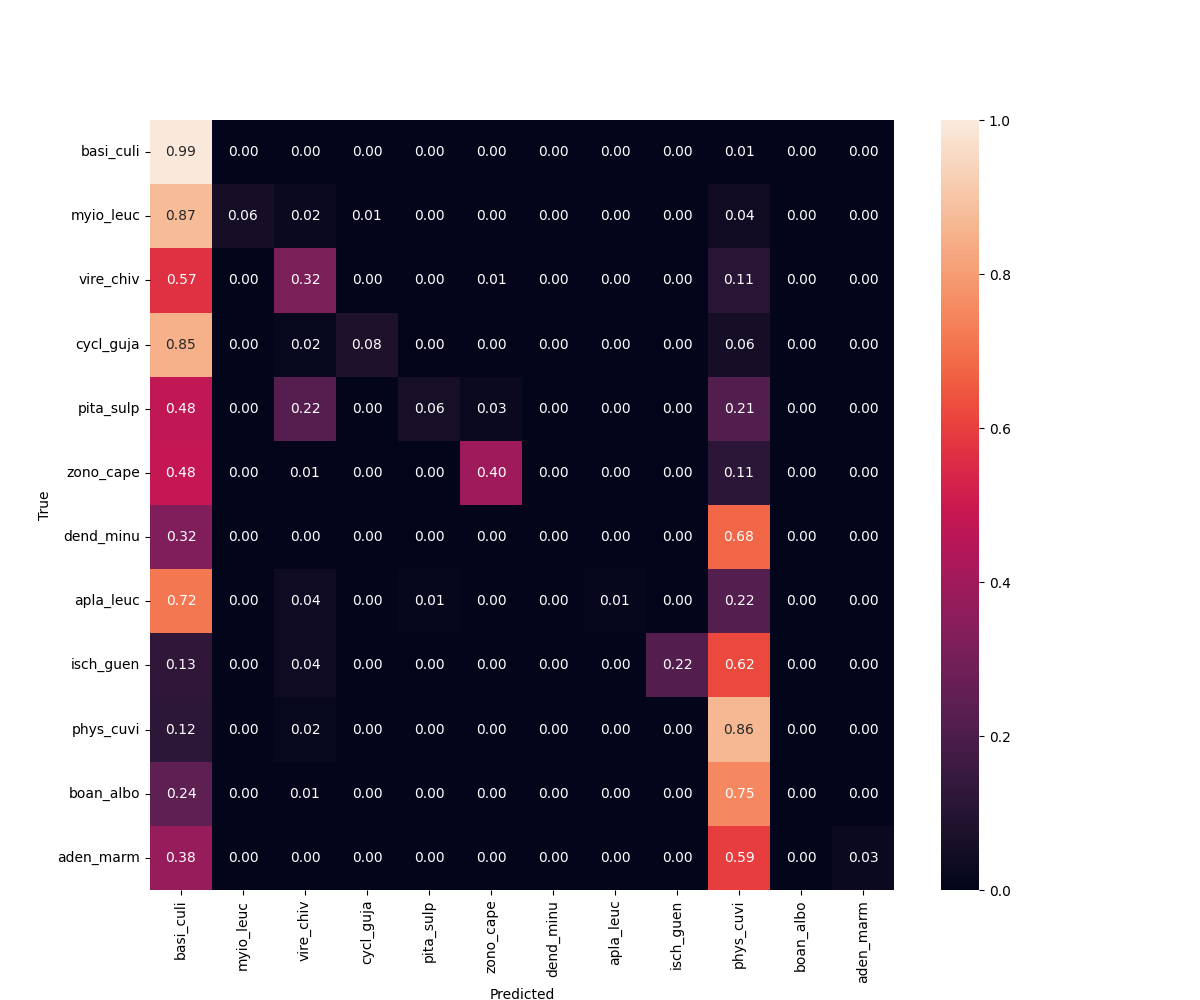 basi_culi 0.99 0.00 0.00 0.00 0.00 0.00 0.00 0.00 0.00 0.01 0.00 0.00
myio_leuc 0.87 0.06 0.02 0.01 0.00 0.00 0.00 0.00 0.00 0.04 0.00 0.00
vire_chiv 0.57 0.00 0.32 0.00 0.00 0.01 0.00 0.00 0.00 0.11 0.00 0.00
cycl_guja 0.85 0.00 0.02 0.08 0.00 0.00 0.00 0.00 0.00 0.06 0.00 0.00
pita_sulp 0.48 0.00 0.22 0.00 0.06 0.03 0.00 0.00 0.00 0.21 0.00 0.00
zono_cape 0.48 0.00 0.01 0.00 0.00 0.40 0.00 0.00 0.00 0.11 0.00 0.00
dend_minu 0.32 0.00 0.00 0.00 0.00 0.00 0.00 0.00 0.00 0.68 0.00 0.00
apla_leuc 0.72 0.00 0.04 0.00 0.01 0.00 0.00 0.01 0.00 0.22 0.00 0.00
isch_guen 0.13 0.00 0.04 0.00 0.00 0.00 0.00 0.00 0.22 0.62 0.00 0.00
phys_cuvi 0.12 0.00 0.02 0.00 0.00 0.00 0.00 0.00 0.00 0.86 0.00 0.00
boan_albo 0.24 0.00 0.01 0.00 0.00 0.00 0.00 0.00 0.00 0.75 0.00 0.00
aden_marm 0.38 0.00 0.00 0.00 0.00 0.00 0.00 0.00 0.00 0.59 0.00 0.03
True
basi_culi myio_leuc vire_chiv cycl_guja pita_sulp zono_cape dend_minu apla_leuc isch_guen phys_cuvi boan_albo aden_marm
Predicted
1.0
0.8
0.6
0.4
0.2
0.0